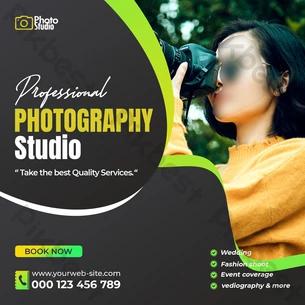 Photo
Studio
Professional
PHOTOGRAPHY
Studio
“Take the best Quality Services.“
BOOK NOW
www.yourweb-site.com
000 123 456 789
Wedding
Fashion shoot
Event coverage
vediography & more